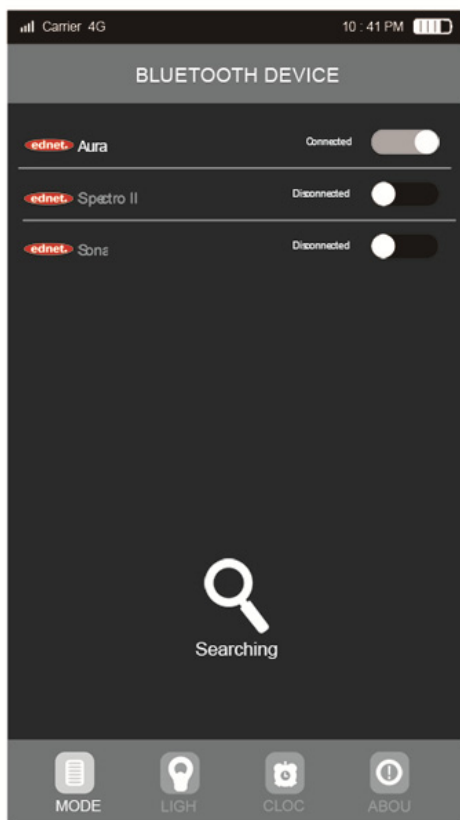 Carrier 4G 10 : 41 PM
BLUETOOTH DEVICE
ednet. Aura Connected
ednet. Spectro II Disconnected
ednet. Sona Disconnected
Searching
MODE LIGH CLOC ABOU